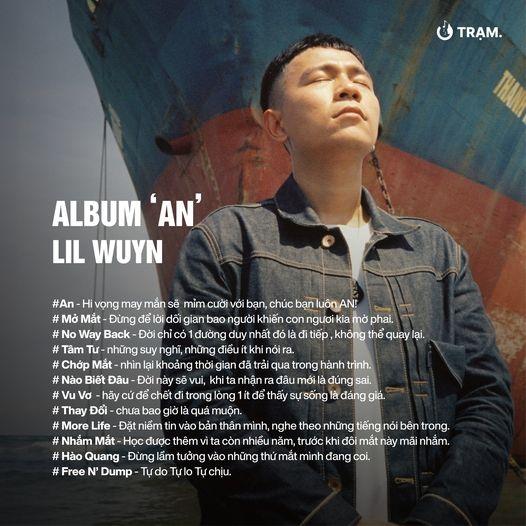 TRẠM.
THANH
ALBUM ‘AN’
LIL WUYN
#An - Hi vọng may mắn sẽ mỉm cười với bạn, chúc bạn luôn AN!
# Mở Mắt - Đừng để lời dối gian bao người khiến con ngươi kia mờ phai.
# No Way Back - Đời chỉ có 1 đường duy nhất đó là đi tiếp , không thể quay lại.
# Tâm Tư - những suy nghĩ, những điều ít khi nói ra.
# Chớp Mắt - nhìn lại khoảng thời gian đã trải qua trong hành trình.
# Nào Biết Đâu - Đời này sẽ vui, khi ta nhận ra đâu mới là đúng sai.
# Vu Vơ - hãy cứ để chết đi trong lòng 1 ít để thấy sự sống là đáng giá.
# Thay Đổi - chưa bao giờ là quá muộn.
# More Life - Đặt niềm tin vào bản thân mình, nghe theo những tiếng nói bên trong.
# Nhắm Mắt - Học được thêm vì ta còn nhiều năm, trước khi đôi mắt này mãi nhắm.
# Hào Quang - Đừng lầm tưởng vào những thứ mắt mình đang coi.
# Free N’ Dump - Tự do Tự lo Tự chịu.